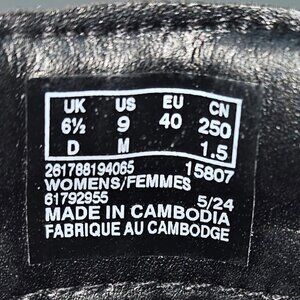 UK US EU CN
6½ 9 40 250
D M 1.5
261788194065 15807
WOMENS/FEMMES
61792955 5/24
MADE IN CAMBODIA
FABRIQUE AU CAMBODGE